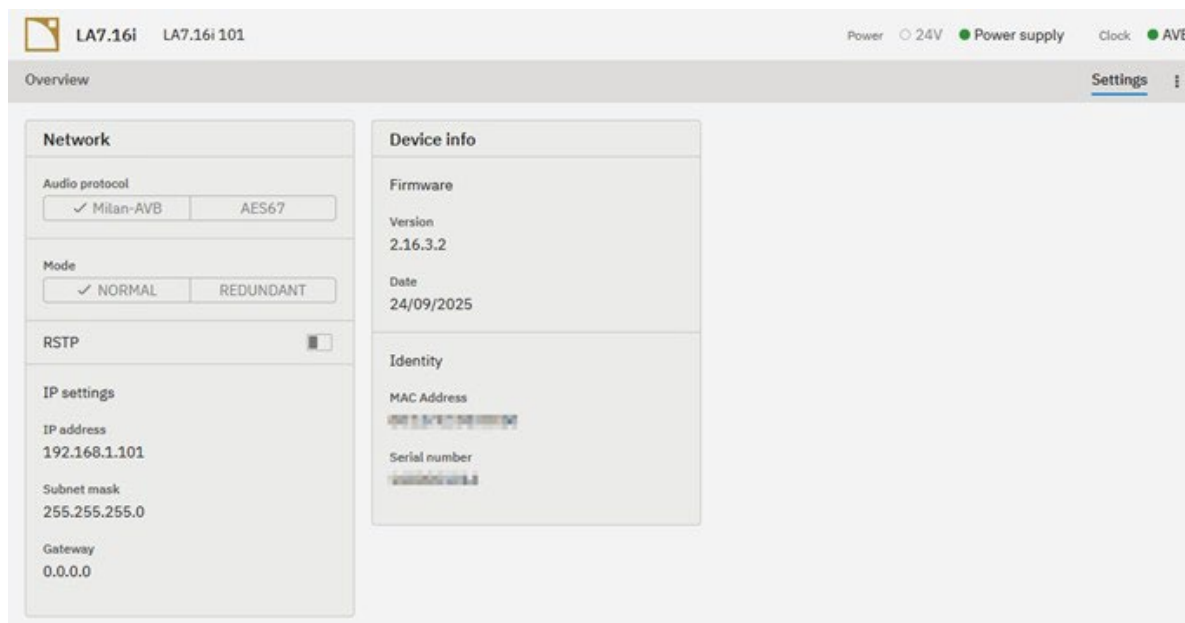 LA7.16i LA7.16i 101 Power 24V Power supply Clock AVB
Overview Settings
Network
Audio protocol
Milan-AVB AES67
Mode
NORMAL REDUNDANT
RSTP
IP settings
IP address
192.168.1.101
Subnet mask
255.255.255.0
Gateway
0.0.0.0
Device info
Firmware
Version
2.16.3.2
Date
24/09/2025
Identity
MAC Address
Serial number